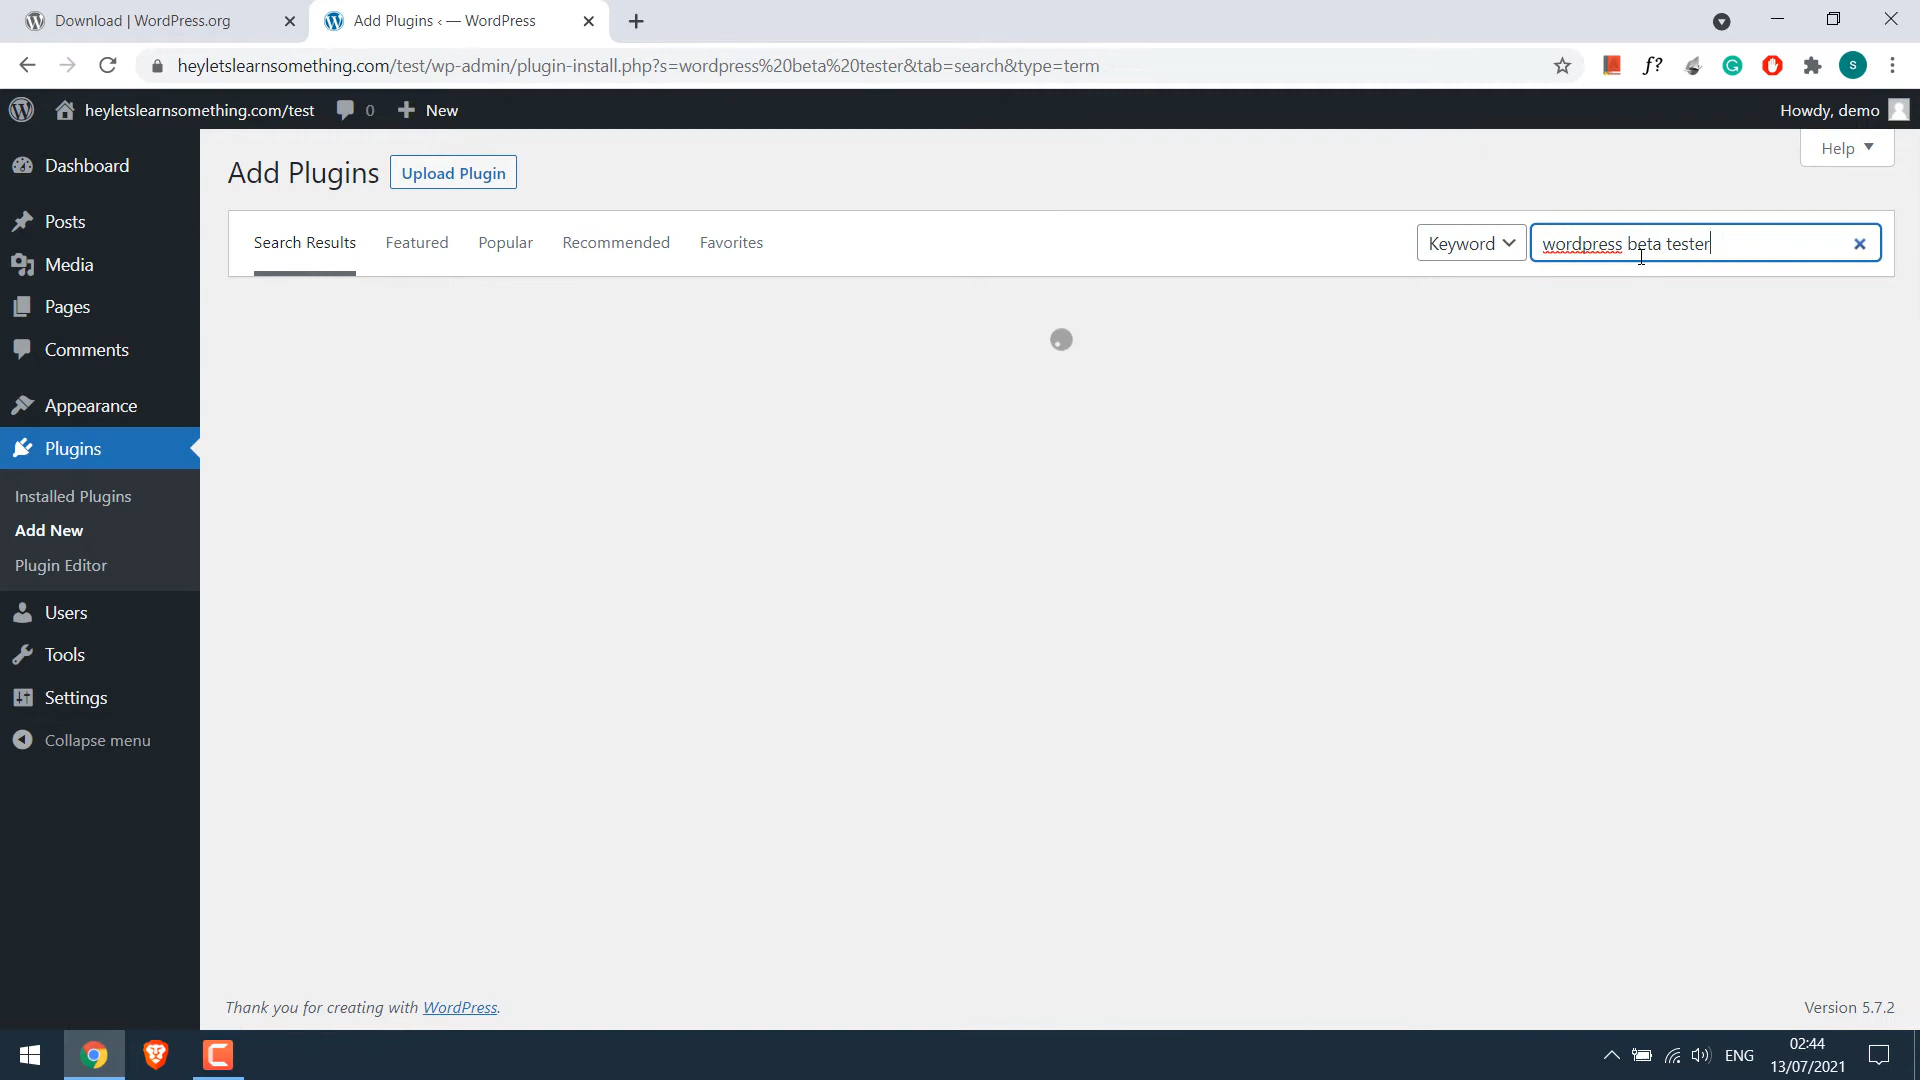 Download | WordPress.org
Add Plugins ‹ — WordPress
heyletslearnsomething.com/test/wp-admin/plugin-install.php?s=wordpress%20beta%20tester&tab=search&type=term
f?
S
heyletslearnsomething.com/test
0
New
Howdy, demo
Dashboard
Posts
Media
Pages
Comments
Appearance
Plugins
Installed Plugins
Add New
Plugin Editor
Users
Tools
Settings
Collapse menu
Help
Add Plugins
Upload Plugin
Search Results
Featured
Popular
Recommended
Favorites
Keyword
wordpress beta tester
Thank you for creating with WordPress.
Version 5.7.2
ENG
02:44
13/07/2021